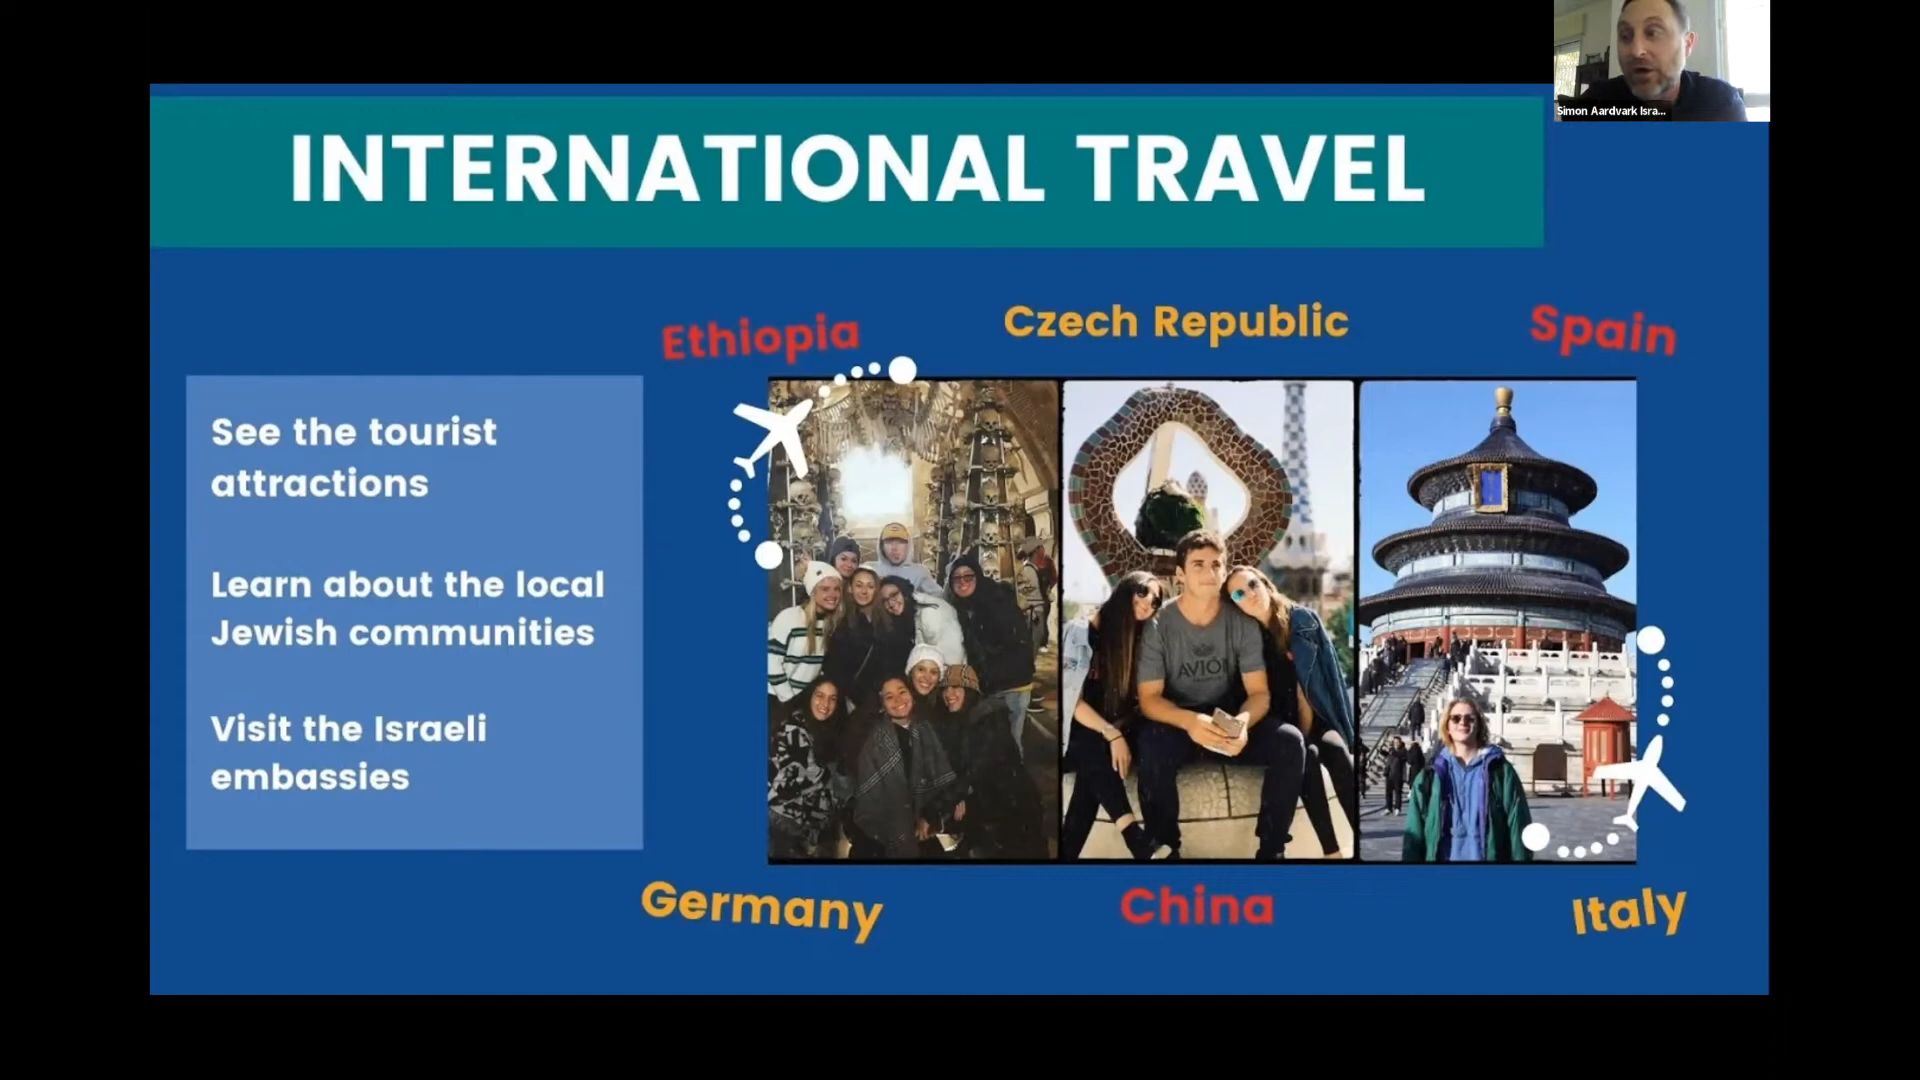 Simon Aardvark Isra...
INTERNATIONAL TRAVEL
Ethiopia
Czech Republic
Spain
See the tourist
attractions
Learn about the local
Jewish communities
Visit the Israeli
embassies
AVIO
Germany
China
Italy